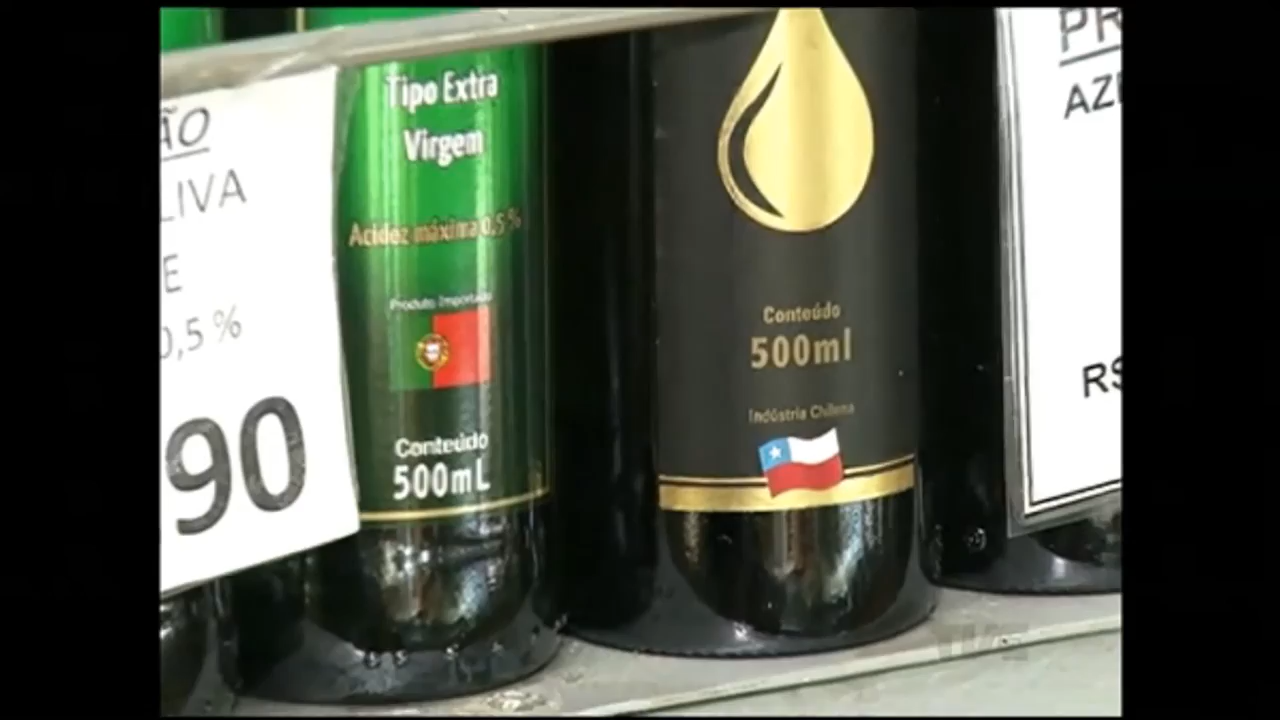 ÃO
LIVA
E
0,5 %
90
Tipo Extra
Virgem
Acidez máxima 0,5 %
Produto Importado
Conteúdo
500mL
Conteúdo
500ml
Indústria Chilena
PR
AZE
R$